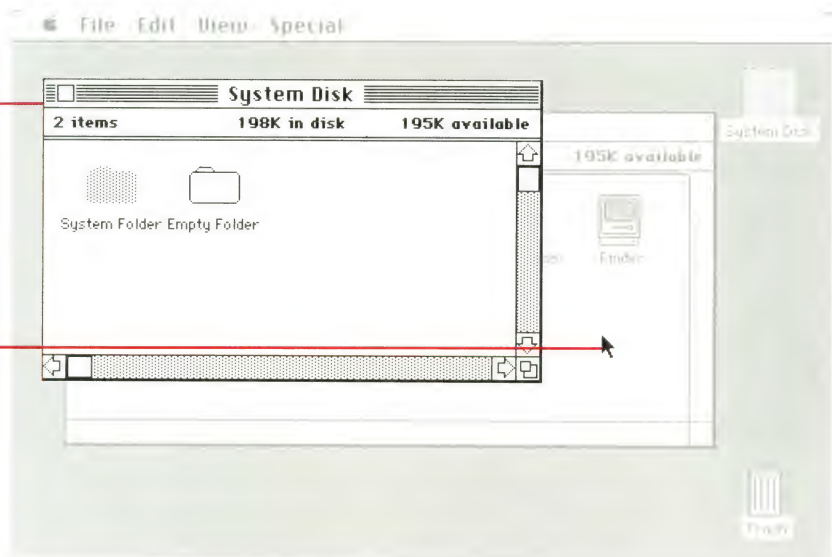 File Edit View Special
System Disk
2 items 198K in disk 195K available
System Folder Empty Folder
195K available
Finder
System Disk
Trash